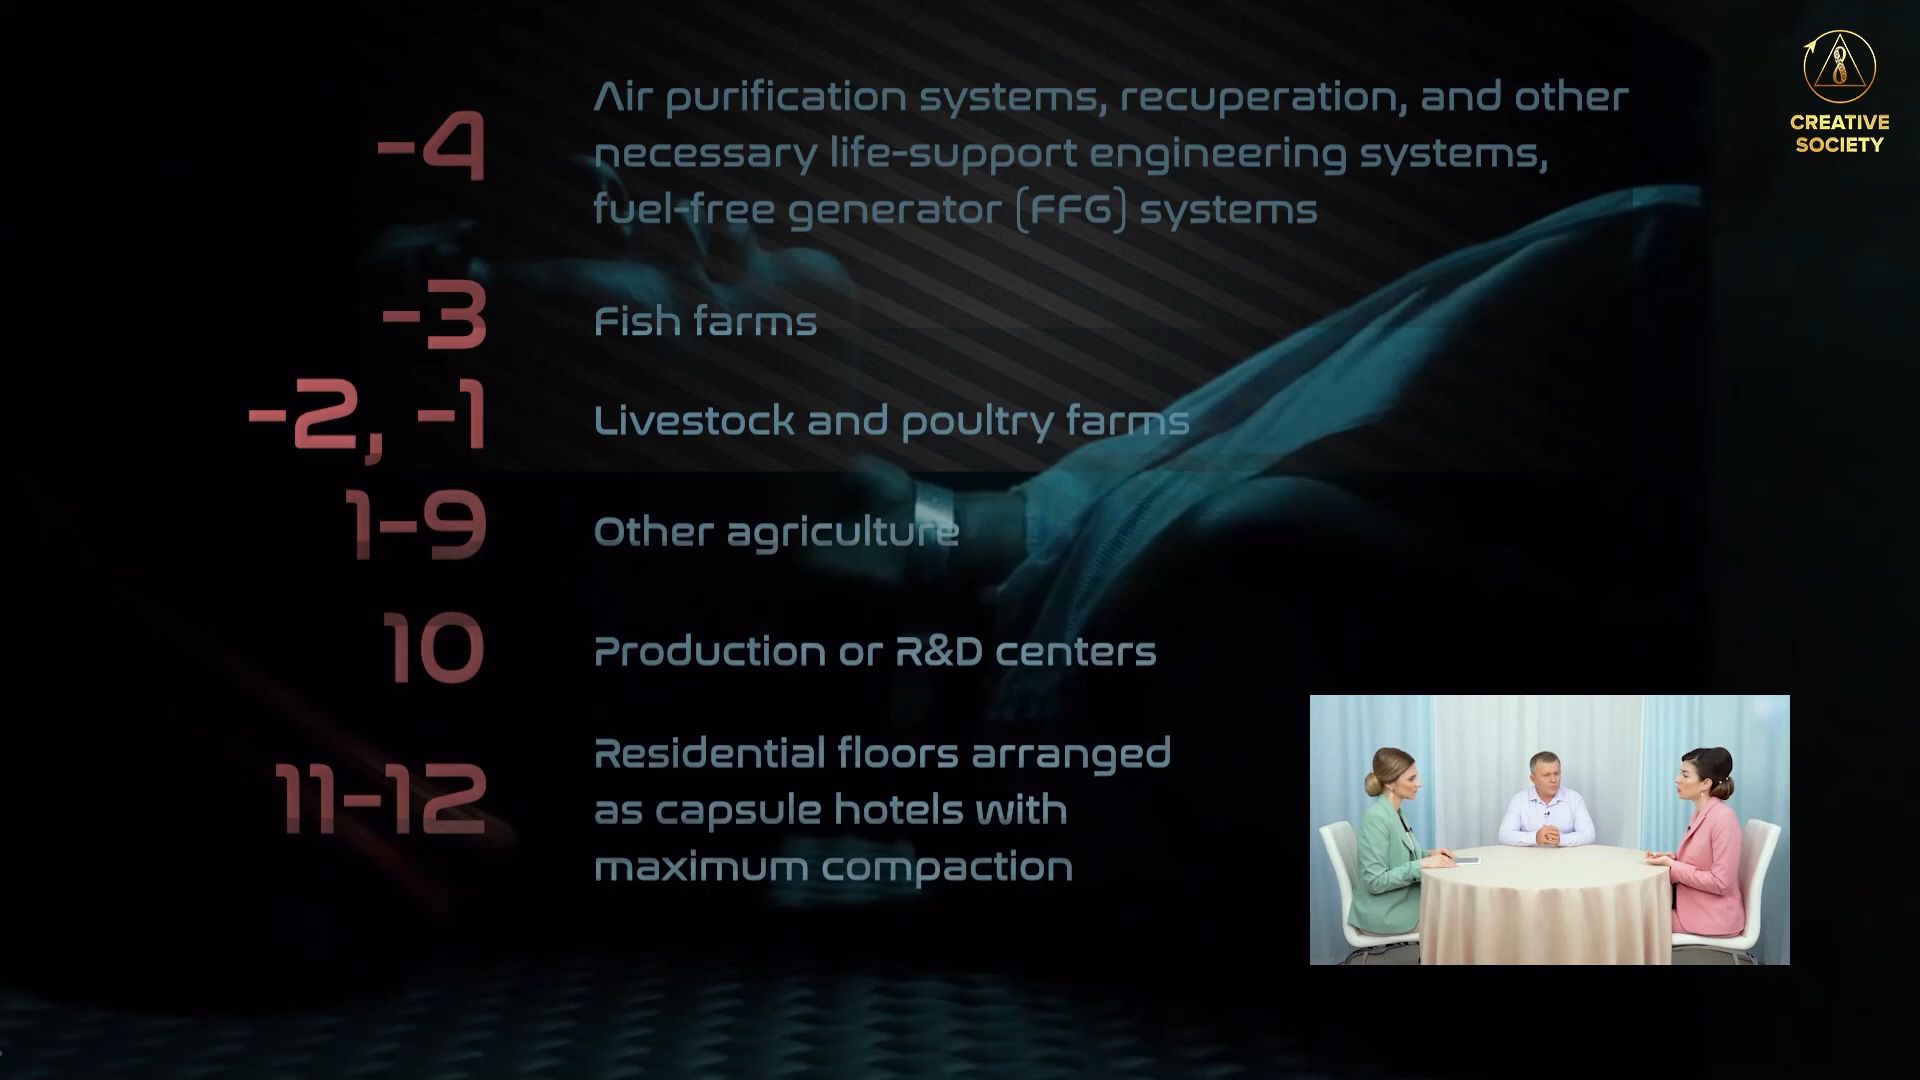 CREATIVE
SOCIETY
-4
Air purification systems, recuperation, and other
necessary life-support engineering systems,
fuel-free generator (FFG) systems
-3
Fish farms
-2, -1
Livestock and poultry farms
1-9
Other agriculture
10
Production or R&D centers
11-12
Residential floors arranged
as capsule hotels with
maximum compaction